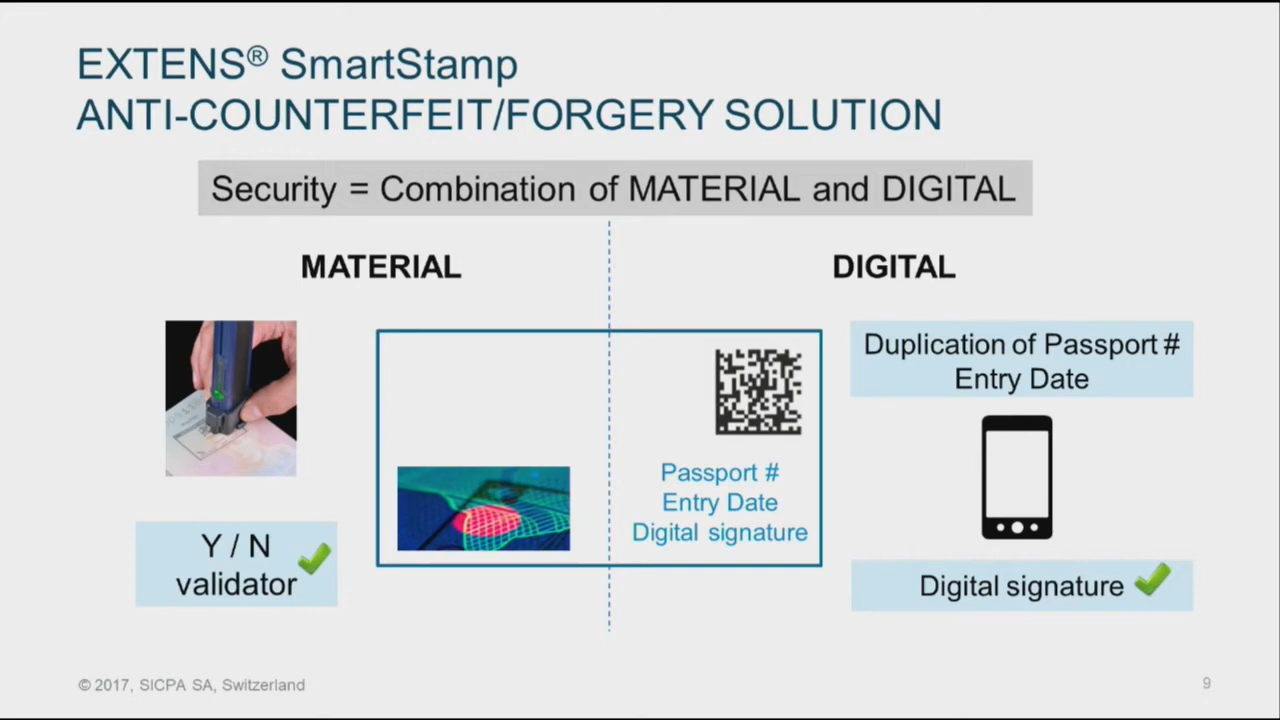 EXTENS® SmartStamp
ANTI-COUNTERFEIT/FORGERY SOLUTION
Security = Combination of MATERIAL and DIGITAL
MATERIAL
DIGITAL
Y / N
validator
Passport #
Entry Date
Digital signature
Duplication of Passport #
Entry Date
Digital signature
© 2017, SICPA SA, Switzerland
9